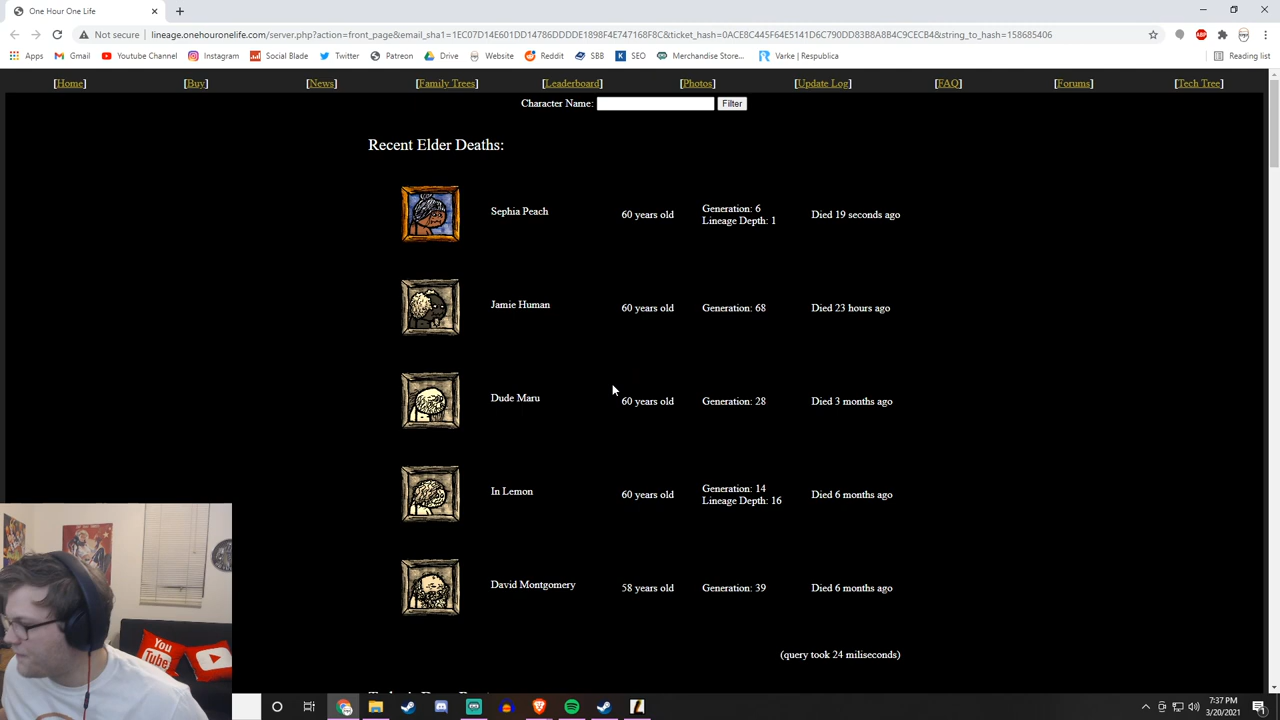 One Hour One Life
Not secure
lineage.onehouronelife.com/server.php?action=front_page&email_sha1=1EC07D14E601DD14786DDDDE1898F4E747168F8C&ticket_hash=0ACE8C445F64E5141D6C790DD83B8A8B4C9CECB4&string_to_hash=158685406
Apps Gmail YouTube Channel Instagram Social Blade Twitter Patreon Drive Website Reddit SBB SEO Merchandise Store... Varke | Respublica Reading list
[Home] [Buy] [News] [Family Trees] [Leaderboard] [Photos] [Update Log] [FAQ] [Forums] [Tech Tree]
Character Name: Filter
Recent Elder Deaths:
Sephia Peach 60 years old Generation: 6 Died 19 seconds ago
Lineage Depth: 1
Jamie Human 60 years old Generation: 68 Died 23 hours ago
Dude Maru 60 years old Generation: 28 Died 3 months ago
In Lemon 60 years old Generation: 14 Died 6 months ago
Lineage Depth: 16
David Montgomery 58 years old Generation: 39 Died 6 months ago
(query took 24 miliseconds)
You
Tube
7:37 PM
3/20/2021